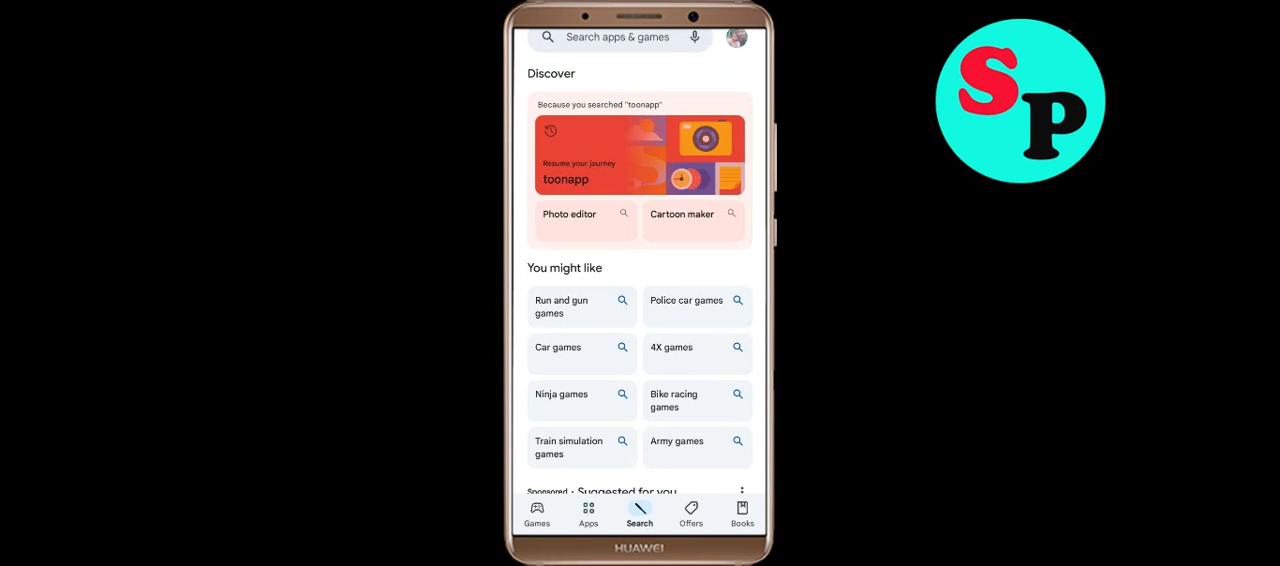 Search apps & games
Discover
Because you searched "toonapp"
Resume your journey
toonapp
Photo editor
Cartoon maker
You might like
Run and gun
games
Police car games
Car games
4X games
Ninja games
Bike racing
games
Train simulation
games
Army games
Sponsored · Suggested for you
Games
Apps
Search
Offers
Books
HUAWEI
SP